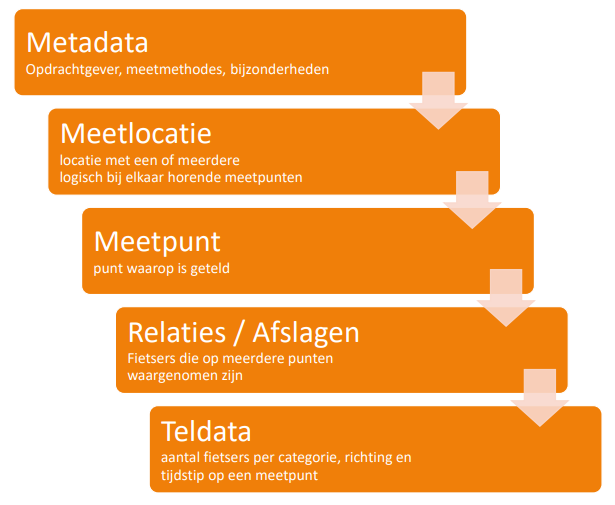 Metadata
Opdrachtgever, meetmethodes, bijzonderheden
Meetlocatie
locatie met een of meerdere
logisch bij elkaar horende meetpunten
Meetpunt
punt waarop is geteld
Relaties / Afslagen
Fietsers die op meerdere punten
waargenomen zijn
Teldata
aantal fietsers per categorie, richting en
tijdstip op een meetpunt